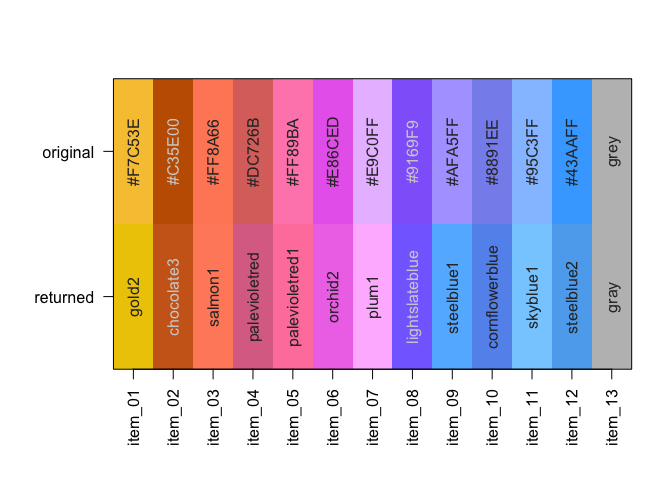 original
#F7C53E
#C35E00
#FF8A66
#DC726B
#FF89BA
#E86CED
#E9C0FF
#9169F9
#AFA5FF
#8891EE
#95C3FF
#43AAFF
grey
returned
gold2
chocolate3
salmon1
palevioletred
palevioletred1
orchid2
plum1
lightslateblue
steelblue1
cornflowerblue
skyblue1
steelblue2
gray
item_01
item_02
item_03
item_04
item_05
item_06
item_07
item_08
item_09
item_10
item_11
item_12
item_13